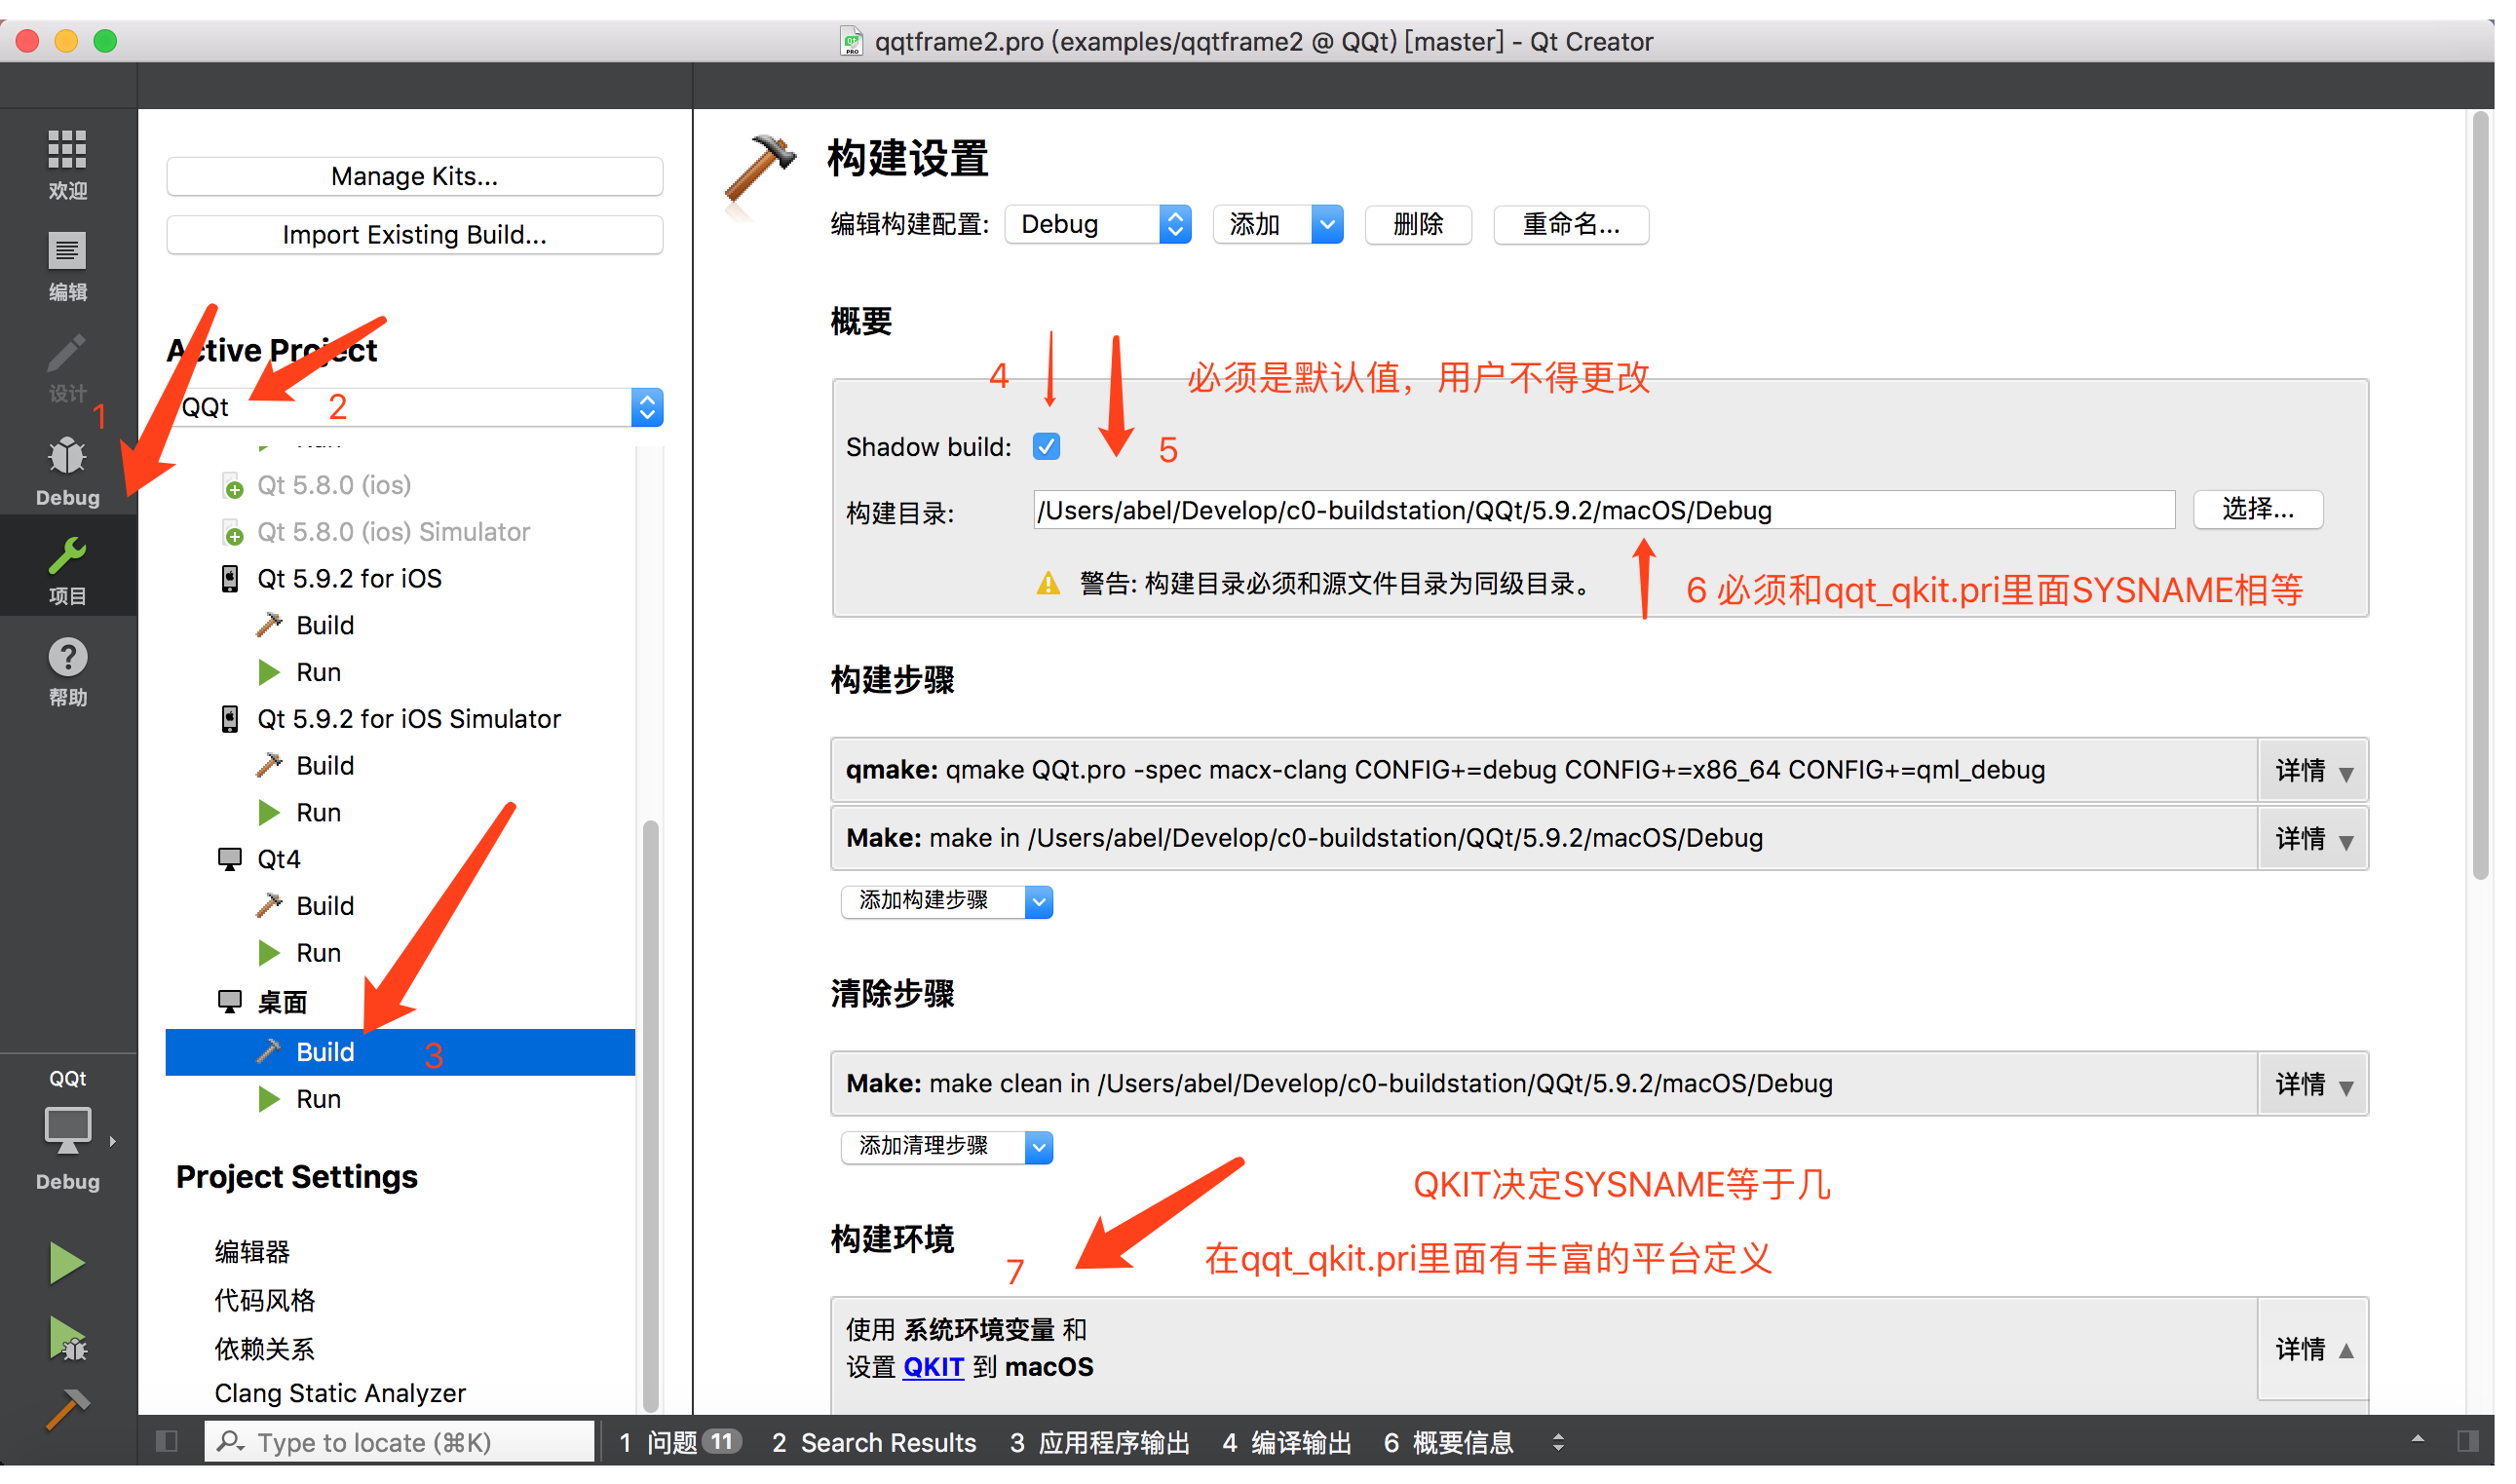 qqtframe2.pro (examples/qqtframe2 @ QQt) [master] - Qt Creator
欢迎
编辑
设计
1
Debug
项目
帮助
QQt
Debug
Manage Kits...
Import Existing Build...
Active Project
QQt
2
Qt 5.8.0 (ios)
Qt 5.8.0 (ios) Simulator
Qt 5.9.2 for iOS
Build
Run
Qt 5.9.2 for iOS Simulator
Build
Run
Qt4
Build
Run
桌面
Build
3
Run
Project Settings
编辑器
代码风格
依赖关系
Clang Static Analyzer
构建设置
编辑构建配置: Debug 添加 删除 重命名...
概要
4
必须是默认值，用户不得更改
Shadow build:
5
构建目录: /Users/abel/Develop/c0-buildstation/QQt/5.9.2/macOS/Debug 选择...
警告: 构建目录必须和源文件目录为同级目录。
6 必须和qqt_qkit.pri里面SYSNAME相等
构建步骤
qmake: qmake QQt.pro -spec macx-clang CONFIG+=debug CONFIG+=x86_64 CONFIG+=qml_debug 详情
Make: make in /Users/abel/Develop/c0-buildstation/QQt/5.9.2/macOS/Debug 详情
添加构建步骤
清除步骤
Make: make clean in /Users/abel/Develop/c0-buildstation/QQt/5.9.2/macOS/Debug 详情
添加清理步骤
QKIT决定SYSNAME等于几
构建环境
7
在qqt_qkit.pri里面有丰富的平台定义
使用 系统环境变量 和
设置 QKIT 到 macOS
详情
Type to locate (⌘K) 1 问题 11 2 Search Results 3 应用程序输出 4 编译输出 6 概要信息